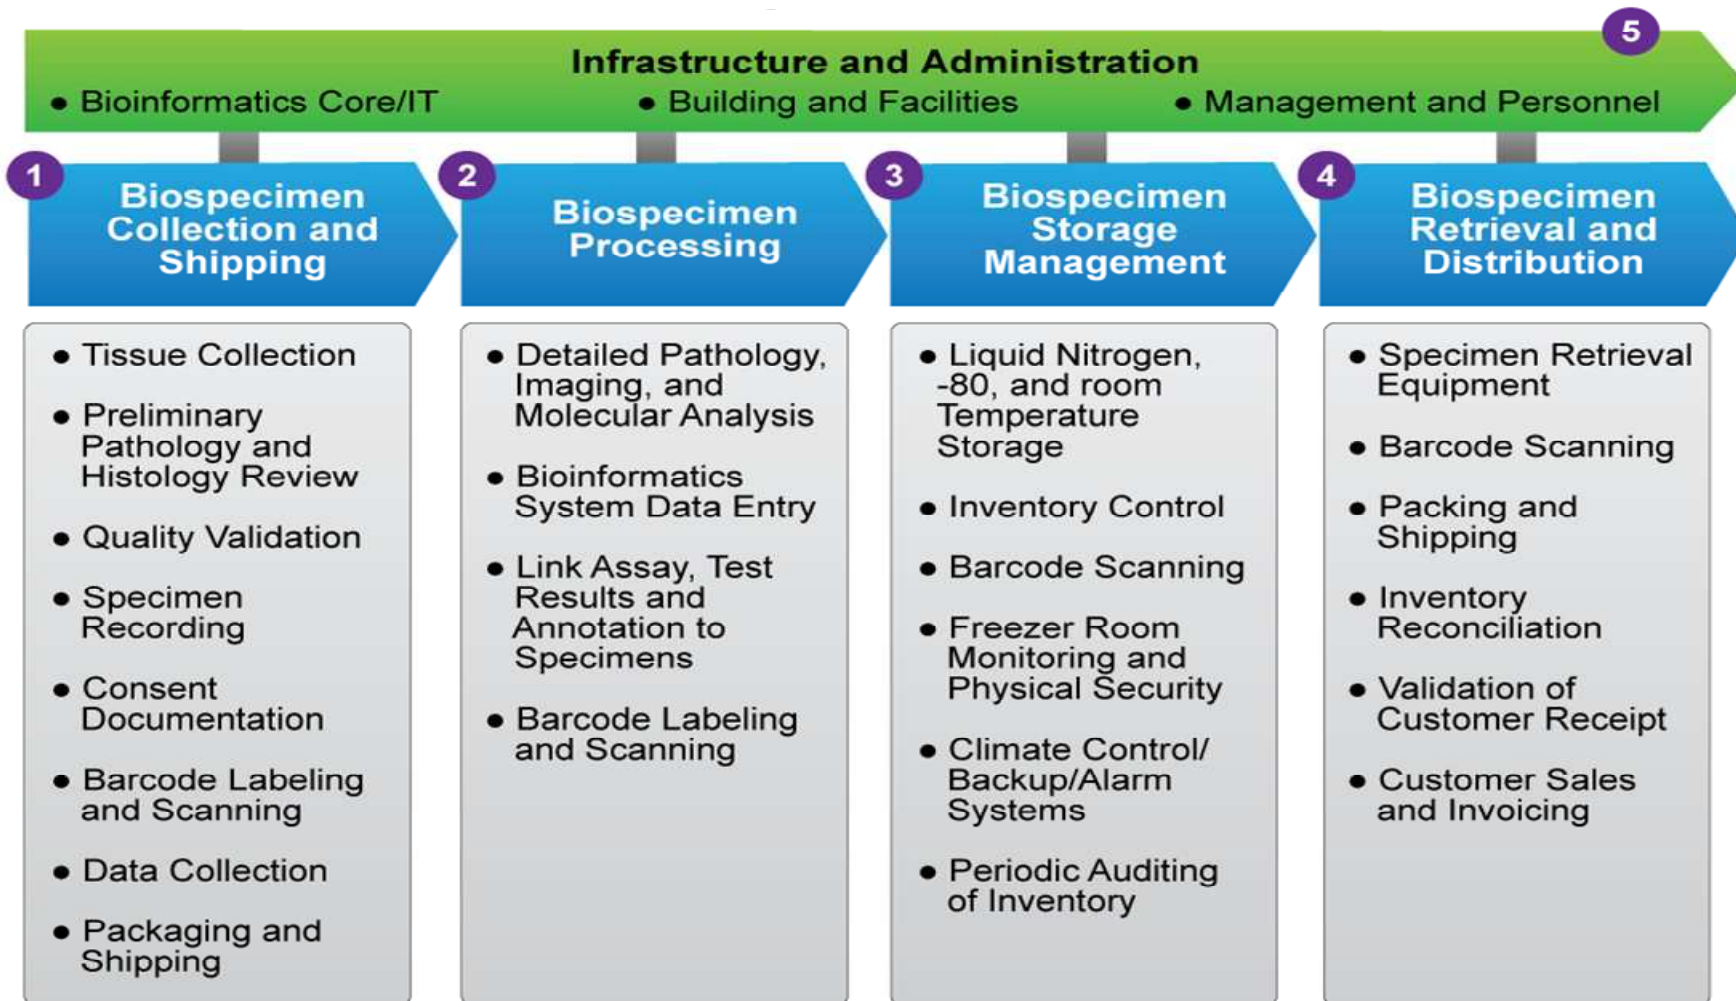 5
Infrastructure and Administration
● Bioinformatics Core/IT ● Building and Facilities ● Management and Personnel
1
Biospecimen
Collection and
Shipping
● Tissue Collection
● Preliminary
Pathology and
Histology Review
● Quality Validation
● Specimen
Recording
● Consent
Documentation
● Barcode Labeling
and Scanning
● Data Collection
● Packaging and
Shipping
2
Biospecimen
Processing
● Detailed Pathology,
Imaging, and
Molecular Analysis
● Bioinformatics
System Data Entry
● Link Assay, Test
Results and
Annotation to
Specimens
● Barcode Labeling
and Scanning
3
Biospecimen
Storage
Management
● Liquid Nitrogen,
-80, and room
Temperature
Storage
● Inventory Control
● Barcode Scanning
● Freezer Room
Monitoring and
Physical Security
● Climate Control/
Backup/Alarm
Systems
● Periodic Auditing
of Inventory
4
Biospecimen
Retrieval and
Distribution
● Specimen Retrieval
Equipment
● Barcode Scanning
● Packing and
Shipping
● Inventory
Reconciliation
● Validation of
Customer Receipt
● Customer Sales
and Invoicing